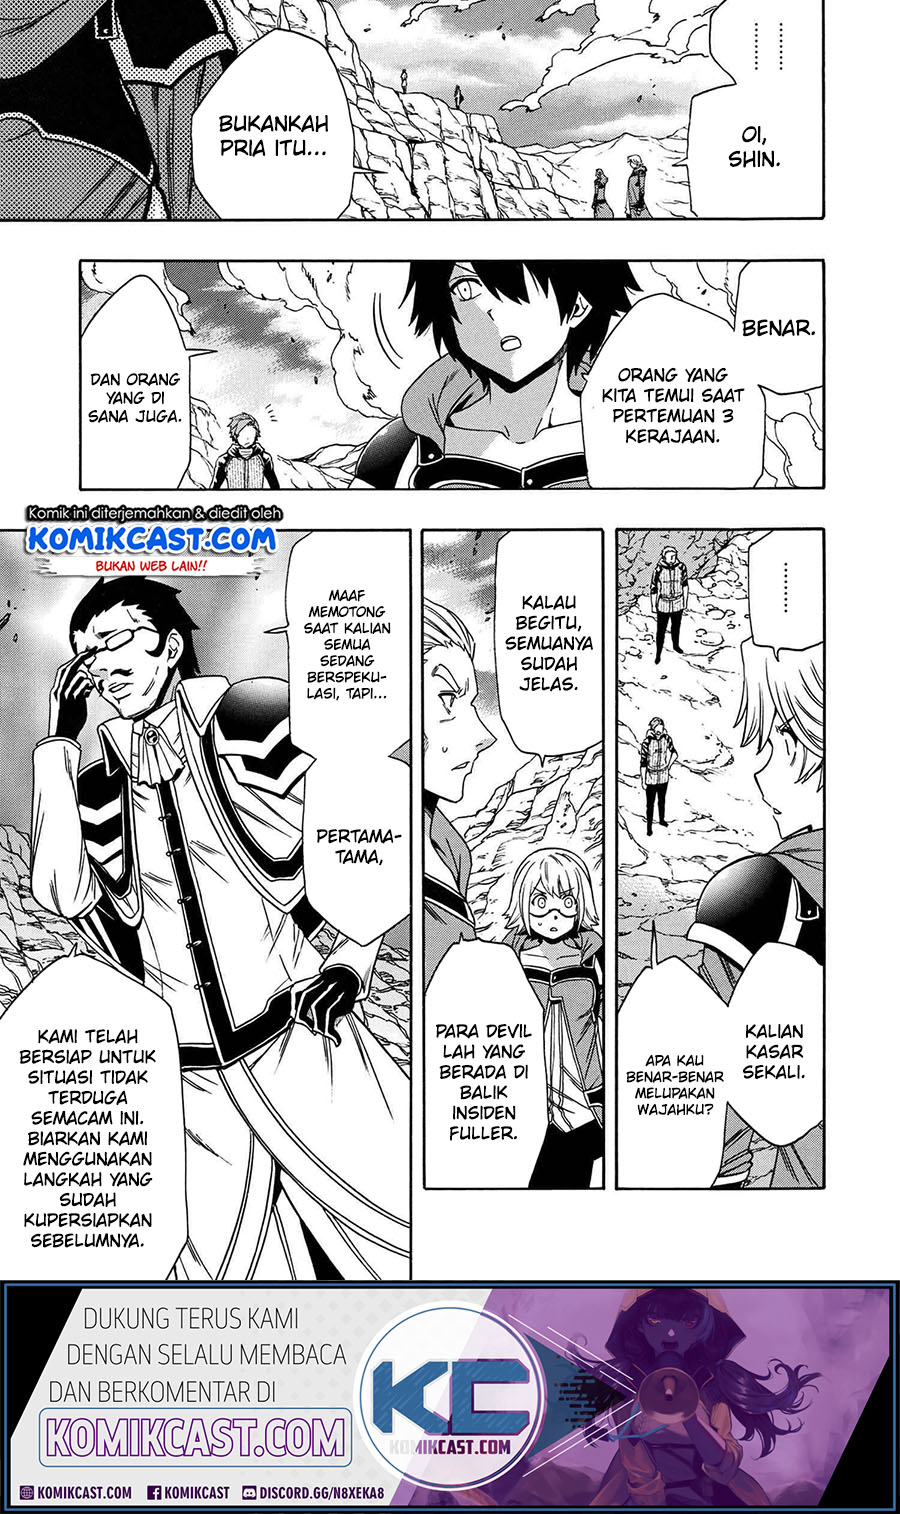 OI,
SHIN.
BUKANKAH
PRIA ITU...
BENAR.
ORANG YANG
KITA TEMUI SAAT
PERTEMUAN 3
KERAJAAN.
DAN ORANG
YANG DI
SANA JUGA.
Komik ini diterjemahkan & diedit oleh
KOMIKCAST.COM
BUKAN WEB LAIN!!
KALIAN
KASAR
SEKALI.
APA KAU
BENAR-BENAR
MELUPAKAN
WAJAHKU?
KALAU
BEGITU,
SEMUANYA
SUDAH
JELAS.
PARA DEVIL
LAH YANG
BERADA DI
BALIK
INSIDEN
FULLER.
MAAF
MEMOTONG
SAAT KALIAN
SEMUA
SEDANG
BERSPEKU-
LASI, TAPI...
PERTAMA-
TAMA,
KAMI TELAH
BERSIAP UNTUK
SITUASI TIDAK
TERDUGA
SEMACAM INI.
BIARKAN KAMI
MENGGUNAKAN
LANGKAH YANG
SUDAH
KUPERSIAPKAN
SEBELUMNYA.
DUKUNG TERUS KAMI
DENGAN SELALU MEMBACA
DAN BERKOMENTAR DI
KOMIKCAST.COM
KC
KOMIKCAST.COM
KOMIKCAST.COM
KOMIKCAST
DISCORD.GG/N8XEKA8